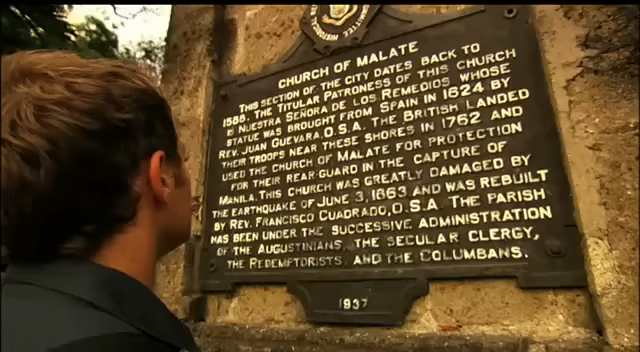 HISTORICAL COMMITTEE
CHURCH OF MALATE
THIS SECTION OF THE CITY DATES BACK TO
1588. THE TITULAR PATRONESS OF THIS CHURCH
IS NUESTRA SEÑORA DE LOS REMEDIOS WHOSE
STATUE WAS BROUGHT FROM SPAIN IN 1624 BY
REV. JUAN GUEVARA, O.S.A. THE BRITISH LANDED
THEIR TROOPS NEAR THESE SHORES IN 1762 AND
USED THE CHURCH OF MALATE FOR PROTECTION
FOR THEIR REAR-GUARD IN THE CAPTURE OF
MANILA. THIS CHURCH WAS GREATLY DAMAGED BY
THE EARTHQUAKE OF JUNE 3, 1863 AND WAS REBUILT
BY REV. FRANCISCO CUADRADO, O.S.A. THE PARISH
HAS BEEN UNDER THE SUCCESSIVE ADMINISTRATION
OF THE AUGUSTINIANS, THE SECULAR CLERGY,
THE REDEMPTORISTS, AND THE COLUMBANS.
1937